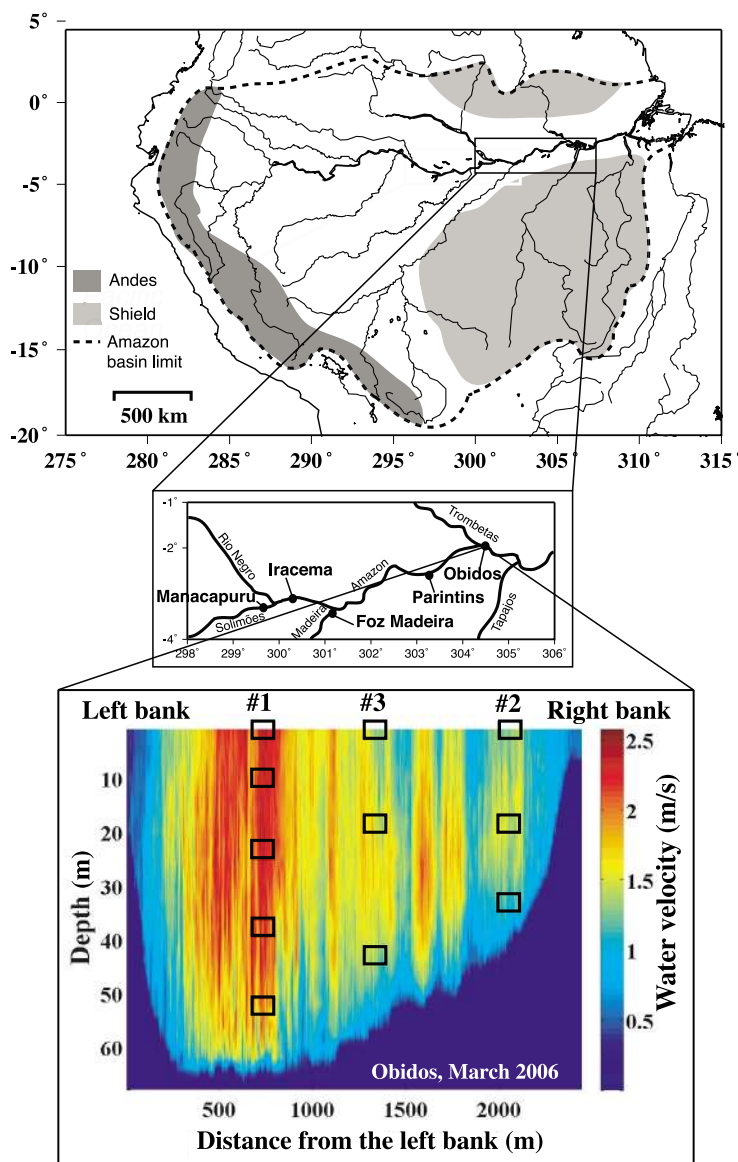 5°
0°
-5°
-10°
-15°
-20°
Andes
Shield
Amazon
basin limit
500 km
275° 280° 285° 290° 295° 300° 305° 310° 315°
-1°
-2°
-4°
298 299 300 301 302 303 304 305 306
Trombetas
Rio Negro
Iracema
Amazon
Obidos
Manacapuru
Parintins
Solimões
Madeira
Foz Madeira
Tapajos
Left bank #1 #3 #2 Right bank
Depth (m)
10
20
30
40
50
60
Obidos, March 2006
500 1000 1500 2000
Distance from the left bank (m)
2.5
2
1.5
1
0.5
Water velocity (m/s)